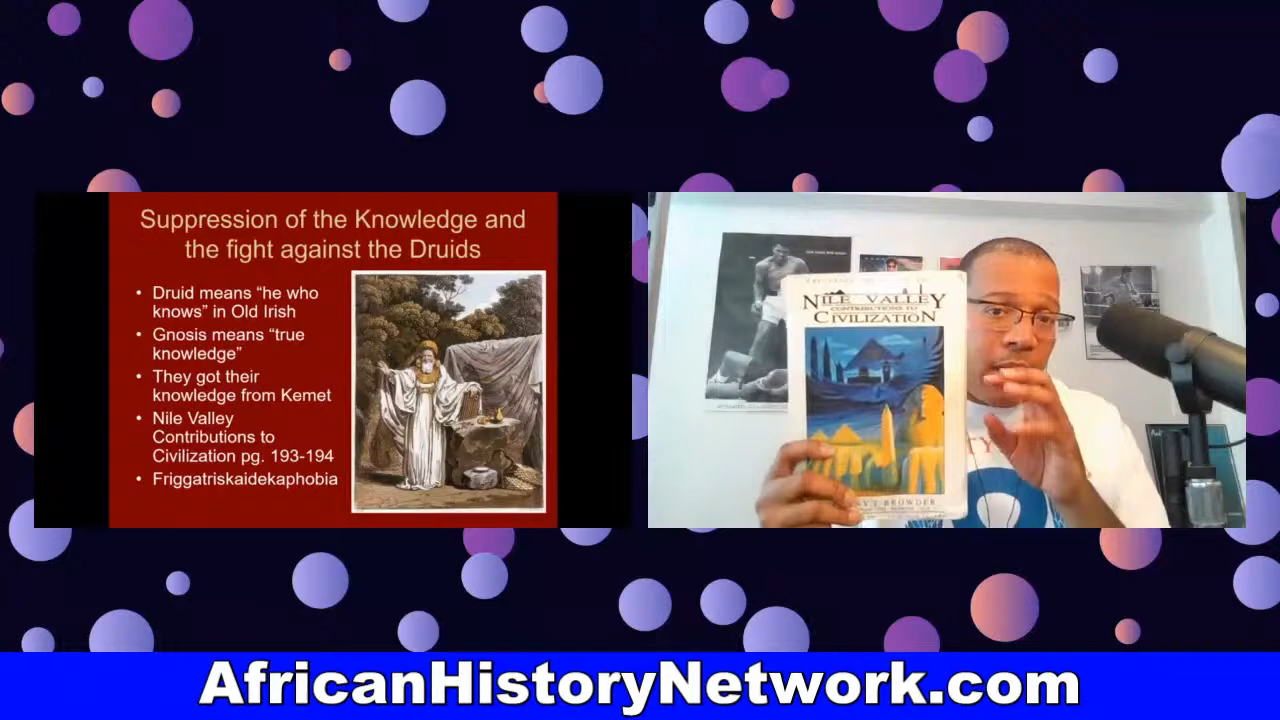 Suppression of the Knowledge and
the fight against the Druids
• Druid means “he who
knows” in Old Irish
• Gnosis means “true
knowledge”
• They got their
knowledge from Kemet
• Nile Valley
Contributions to
Civilization pg. 193-194
• Friggatriskaidekaphobia
NILE VALLEY
CONTRIBUTIONS TO
CIVILIZATION
BROWDER
AfricanHistoryNetwork.com